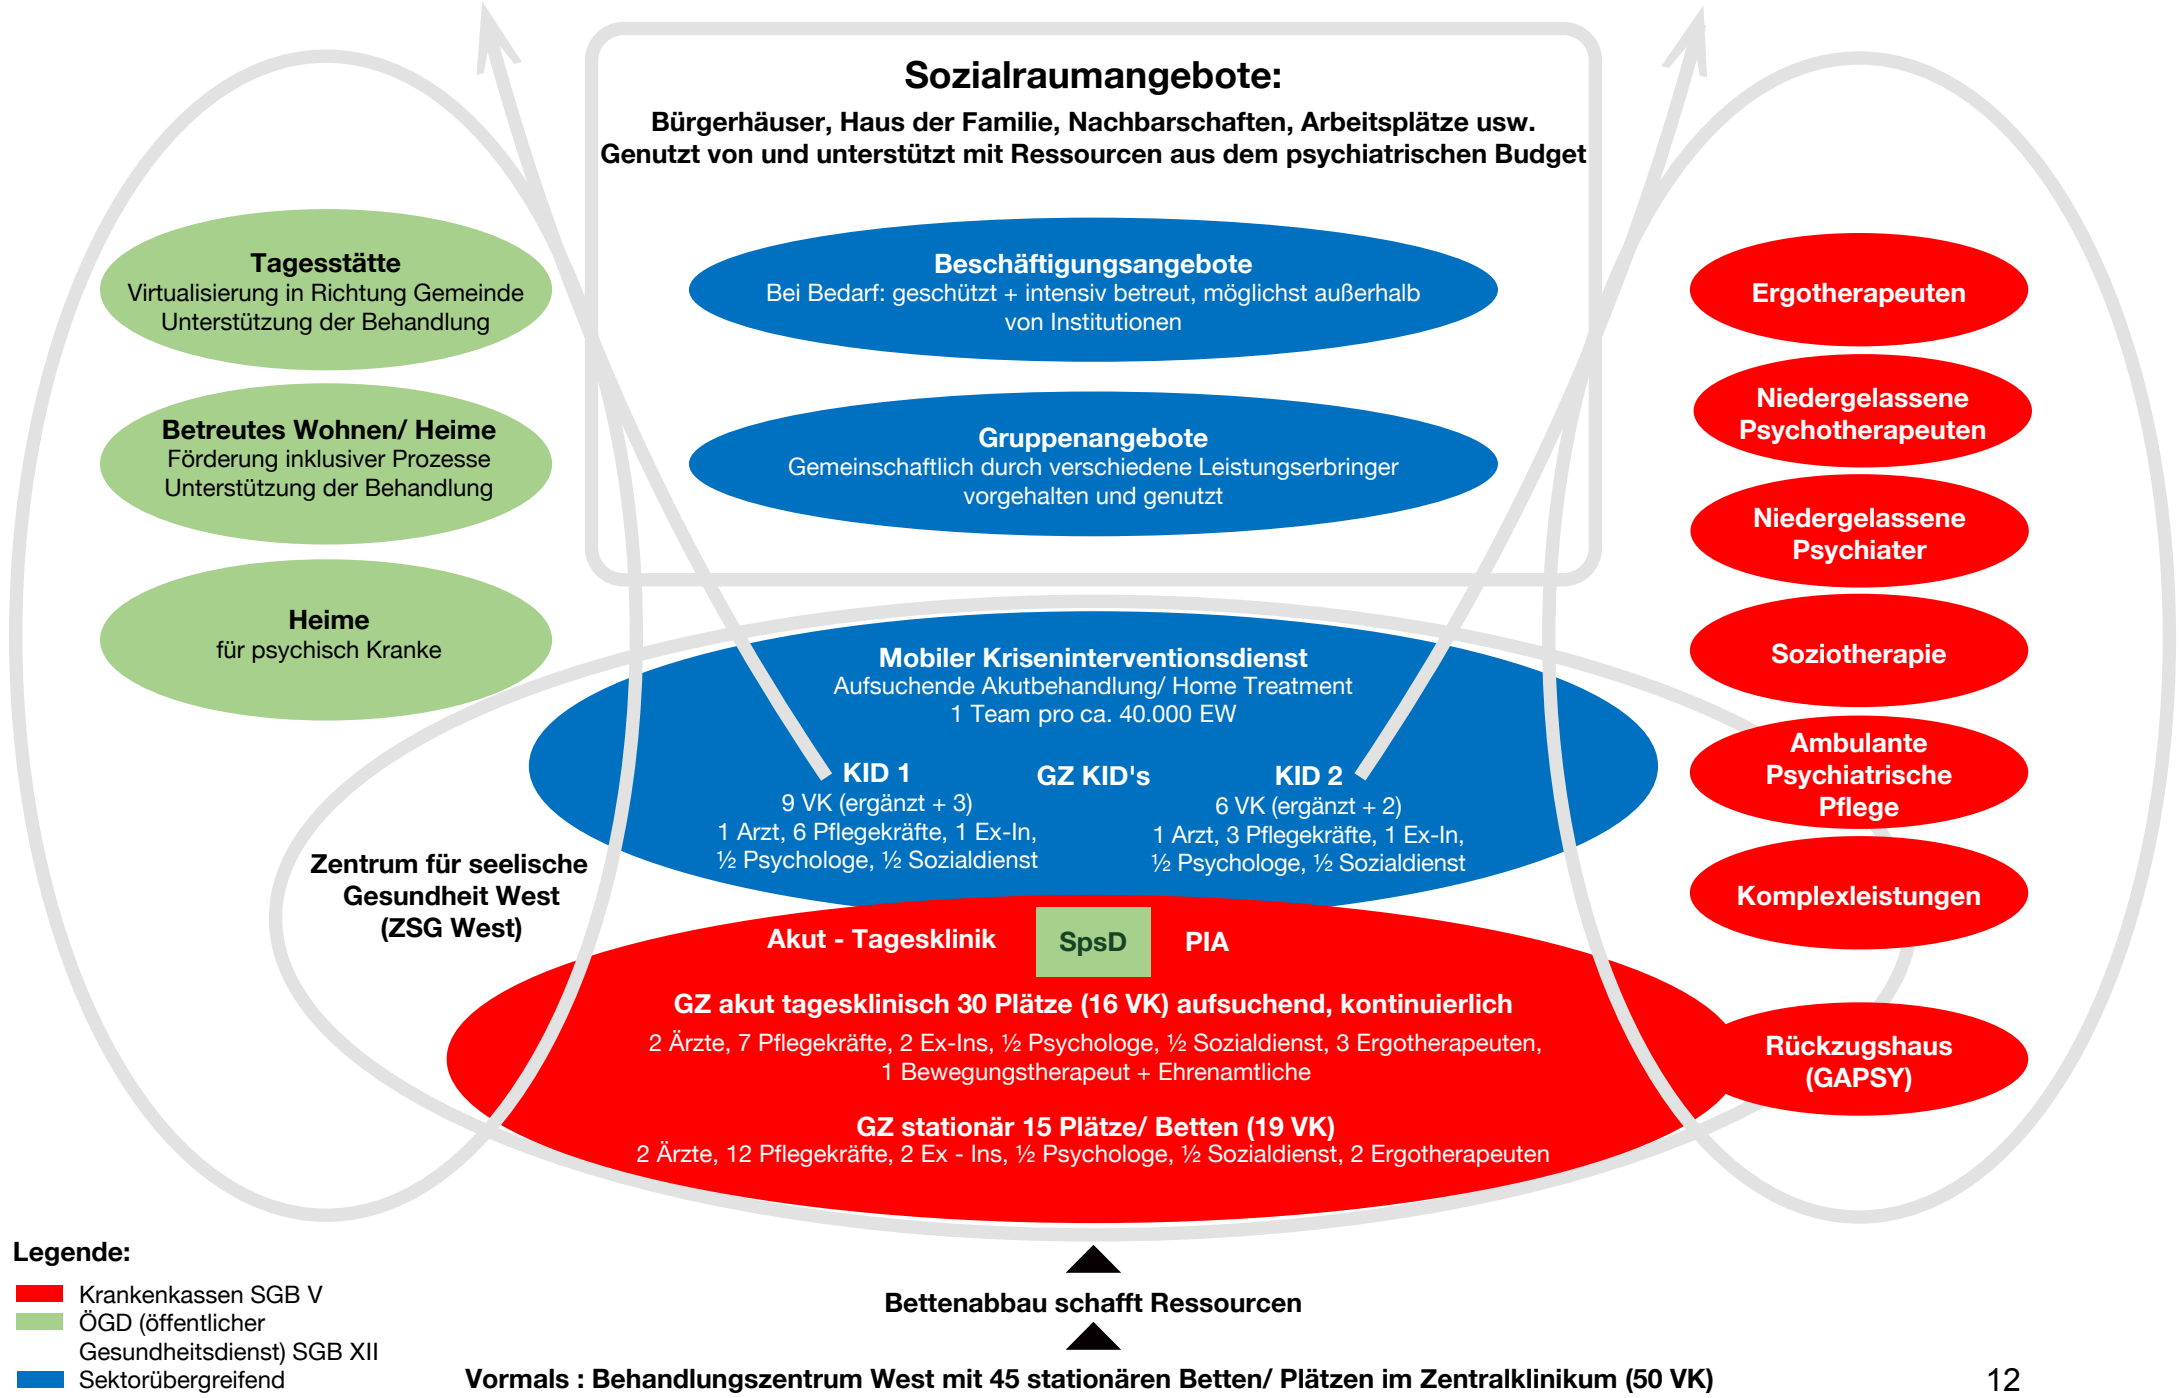 Sozialraumangebote:
Bürgerhäuser, Haus der Familie, Nachbarschaften, Arbeitsplätze usw.
Genutzt von und unterstützt mit Ressourcen aus dem psychiatrischen Budget
Tagesstätte
Virtualisierung in Richtung Gemeinde
Unterstützung der Behandlung
Betreutes Wohnen/ Heime
Förderung inklusiver Prozesse
Unterstützung der Behandlung
Heime
für psychisch Kranke
Beschäftigungsangebote
Bei Bedarf: geschützt + intensiv betreut, möglichst außerhalb
von Institutionen
Gruppenangebote
Gemeinschaftlich durch verschiedene Leistungserbringer
vorgehalten und genutzt
Ergotherapeuten
Niedergelassene
Psychotherapeuten
Niedergelassene
Psychiater
Soziotherapie
Ambulante
Psychiatrische
Pflege
Komplexleistungen
Rückzugshaus
(GAPSY)
Mobiler Kriseninterventionsdienst
Aufsuchende Akutbehandlung/ Home Treatment
1 Team pro ca. 40.000 EW
KID 1
9 VK (ergänzt + 3)
1 Arzt, 6 Pflegekräfte, 1 Ex-In,
½ Psychologe, ½ Sozialdienst
GZ KID's
KID 2
6 VK (ergänzt + 2)
1 Arzt, 3 Pflegekräfte, 1 Ex-In,
½ Psychologe, ½ Sozialdienst
Zentrum für seelische
Gesundheit West
(ZSG West)
Akut - Tagesklinik
SpsD
PIA
GZ akut tagesklinisch 30 Plätze (16 VK) aufsuchend, kontinuierlich
2 Ärzte, 7 Pflegekräfte, 2 Ex-Ins, ½ Psychologe, ½ Sozialdienst, 3 Ergotherapeuten,
1 Bewegungstherapeut + Ehrenamtliche
GZ stationär 15 Plätze/ Betten (19 VK)
2 Ärzte, 12 Pflegekräfte, 2 Ex - Ins, ½ Psychologe, ½ Sozialdienst, 2 Ergotherapeuten
Legende:
Krankenkassen SGB V
ÖGD (öffentlicher
Gesundheitsdienst) SGB XII
Sektorübergreifend
Bettenabbau schafft Ressourcen
Vormals : Behandlungszentrum West mit 45 stationären Betten/ Plätzen im Zentralklinikum (50 VK)
12